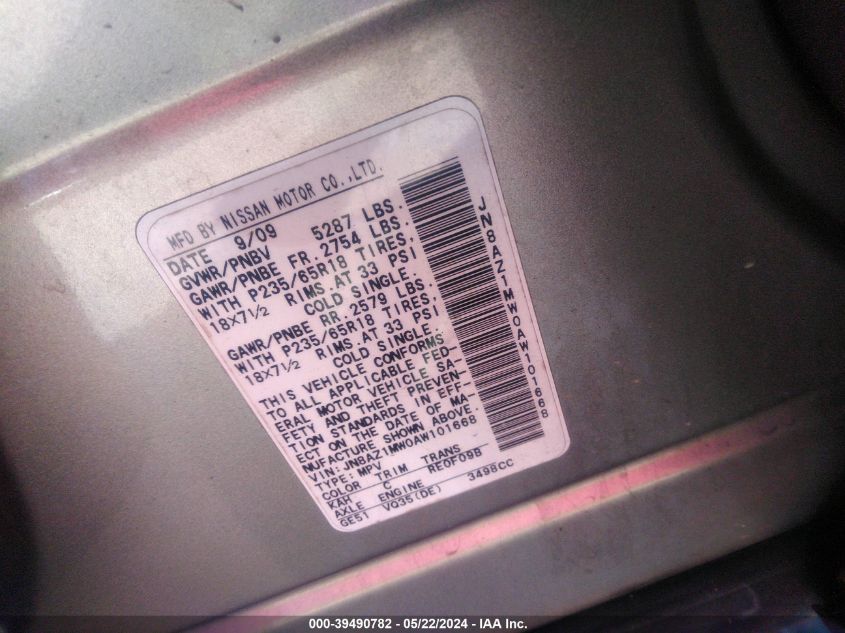 MFD BY NISSAN MOTOR CO.,LTD.
DATE 9/09
GVWR/PNBV 5287 LBS.
GAWR/PNBE FR. 2754 LBS.
WITH P235/65R18 TIRES,
18×7½ RIMS AT 33 PSI
COLD SINGLE.
GAWR/PNBE RR. 2579 LBS.
WITH P235/65R18 TIRES,
18×7½ RIMS.AT 33 PSI
COLD SINGLE.
THIS VEHICLE CONFORMS
TO ALL APPLICABLE FED-
ERAL MOTOR VEHICLE SA-
FETY AND THEFT PREVEN-
TION STANDARDS IN EFF-
ECT ON THE DATE OF MA-
NUFACTURE SHOWN ABOVE.
VIN:JN8AZ1MW0AW101668
TYPE:MPV
COLOR TRIM TRANS
KAH C RE0F09B
AXLE ENGINE
GE51 VQ35(DE) 3498CC
JN8AZ1MW0AW101668
000-39490782 - 05/22/2024 - IAA Inc.